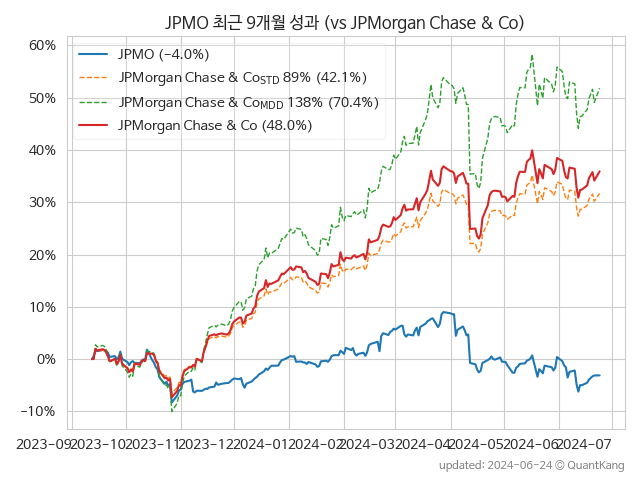 JPMO 최근 9개월 성과 (vs JPMorgan Chase & Co)
JPMO (-4.0%)
JPMorgan Chase & CoSTD 89% (42.1%)
JPMorgan Chase & CoMDD 138% (70.4%)
JPMorgan Chase & Co (48.0%)
60%
50%
40%
30%
20%
10%
0%
-10%
2023-09 2023-10 2023-11 2023-12 2024-01 2024-02 2024-03 2024-04 2024-05 2024-06 2024-07
updated: 2024-06-24 @ QuantKang